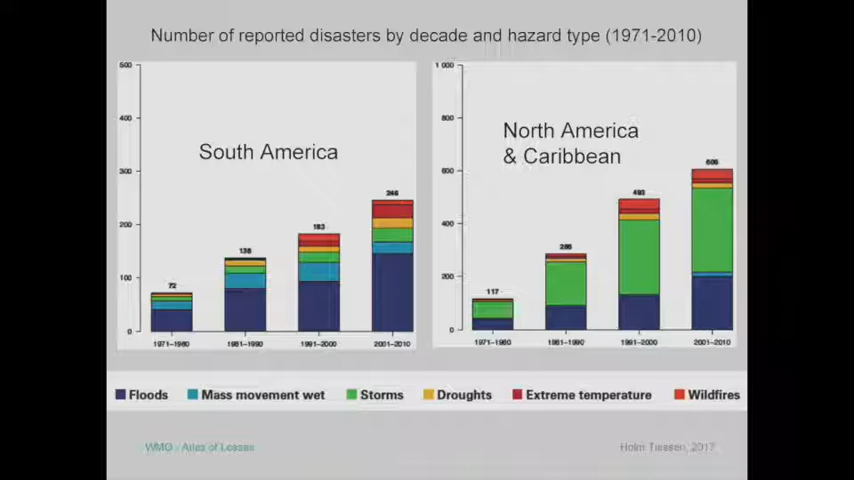 Number of reported disasters by decade and hazard type (1971-2010)
500
400
300
200
100
0
South America
72
138
183
246
1971–1980
1981–1990
1991–2000
2001–2010
1 000
800
600
400
200
0
North America
& Caribbean
117
286
493
606
1971–1980
1981–1990
1991–2000
2001–2010
Floods
Mass movement wet
Storms
Droughts
Extreme temperature
Wildfires
WMO - Atlas of Losses
Holm Tiessen, 2017